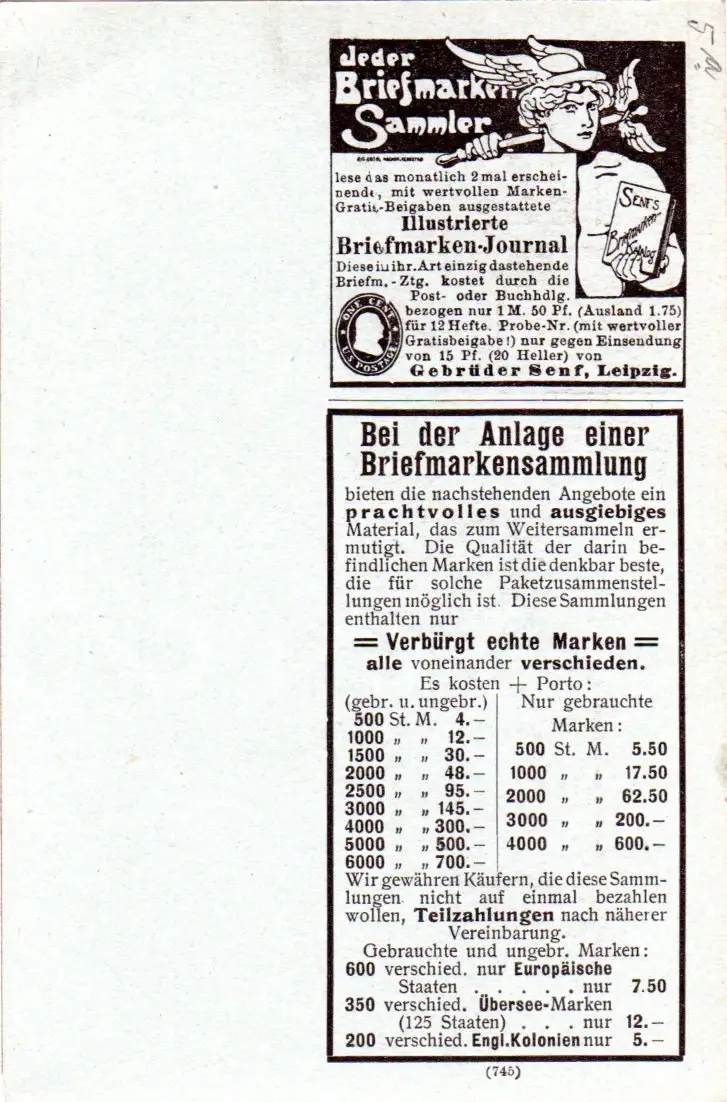 5.a
Jeder
Briefmarken
Sammler
lese das monatlich 2 mal erschei-
nende, mit wertvollen Marken-
Gratis-Beigaben ausgestattete
Illustrierte
Briefmarken-Journal
SENFS
Briefmarken-
Katalog
Diese in ihr. Art einzig dastehende
Briefm.-Ztg. kostet durch die
Post- oder Buchhdlg.
bezogen nur 1 M. 50 Pf. (Ausland 1.75)
für 12 Hefte. Probe-Nr. (mit wertvoller
Gratisbeigabe!) nur gegen Einsendung
von 15 Pf. (20 Heller) von
Gebrüder Senf, Leipzig.
ONE CENT
U.S POSTAGE
Bei der Anlage einer
Briefmarkensammlung
bieten die nachstehenden Angebote ein
prachtvolles und ausgiebiges
Material, das zum Weitersammeln er-
mutigt. Die Qualität der darin be-
findlichen Marken ist die denkbar beste,
die für solche Paketzusammenstel-
lungen möglich ist. Diese Sammlungen
enthalten nur
= Verbürgt echte Marken =
alle voneinander verschieden.
Es kosten + Porto:
(gebr. u. ungebr.)
500 St. M. 4.—
1000 „ „ 12.—
1500 „ „ 30.—
2000 „ „ 48.—
2500 „ „ 95.—
3000 „ „ 145.—
4000 „ „ 300.—
5000 „ „ 500.—
6000 „ „ 700.—
Nur gebrauchte
Marken:
500 St. M. 5.50
1000 „ „ 17.50
2000 „ „ 62.50
3000 „ „ 200.—
4000 „ „ 600.—
Wir gewähren Käufern, die diese Samm-
lungen nicht auf einmal bezahlen
wollen, Teilzahlungen nach näherer
Vereinbarung.
Gebrauchte und ungebr. Marken:
600 verschied. nur Europäische
Staaten . . . . . nur 7.50
350 verschied. Übersee-Marken
(125 Staaten) . . . nur 12.—
200 verschied. Engl. Kolonien nur 5.—
(745)